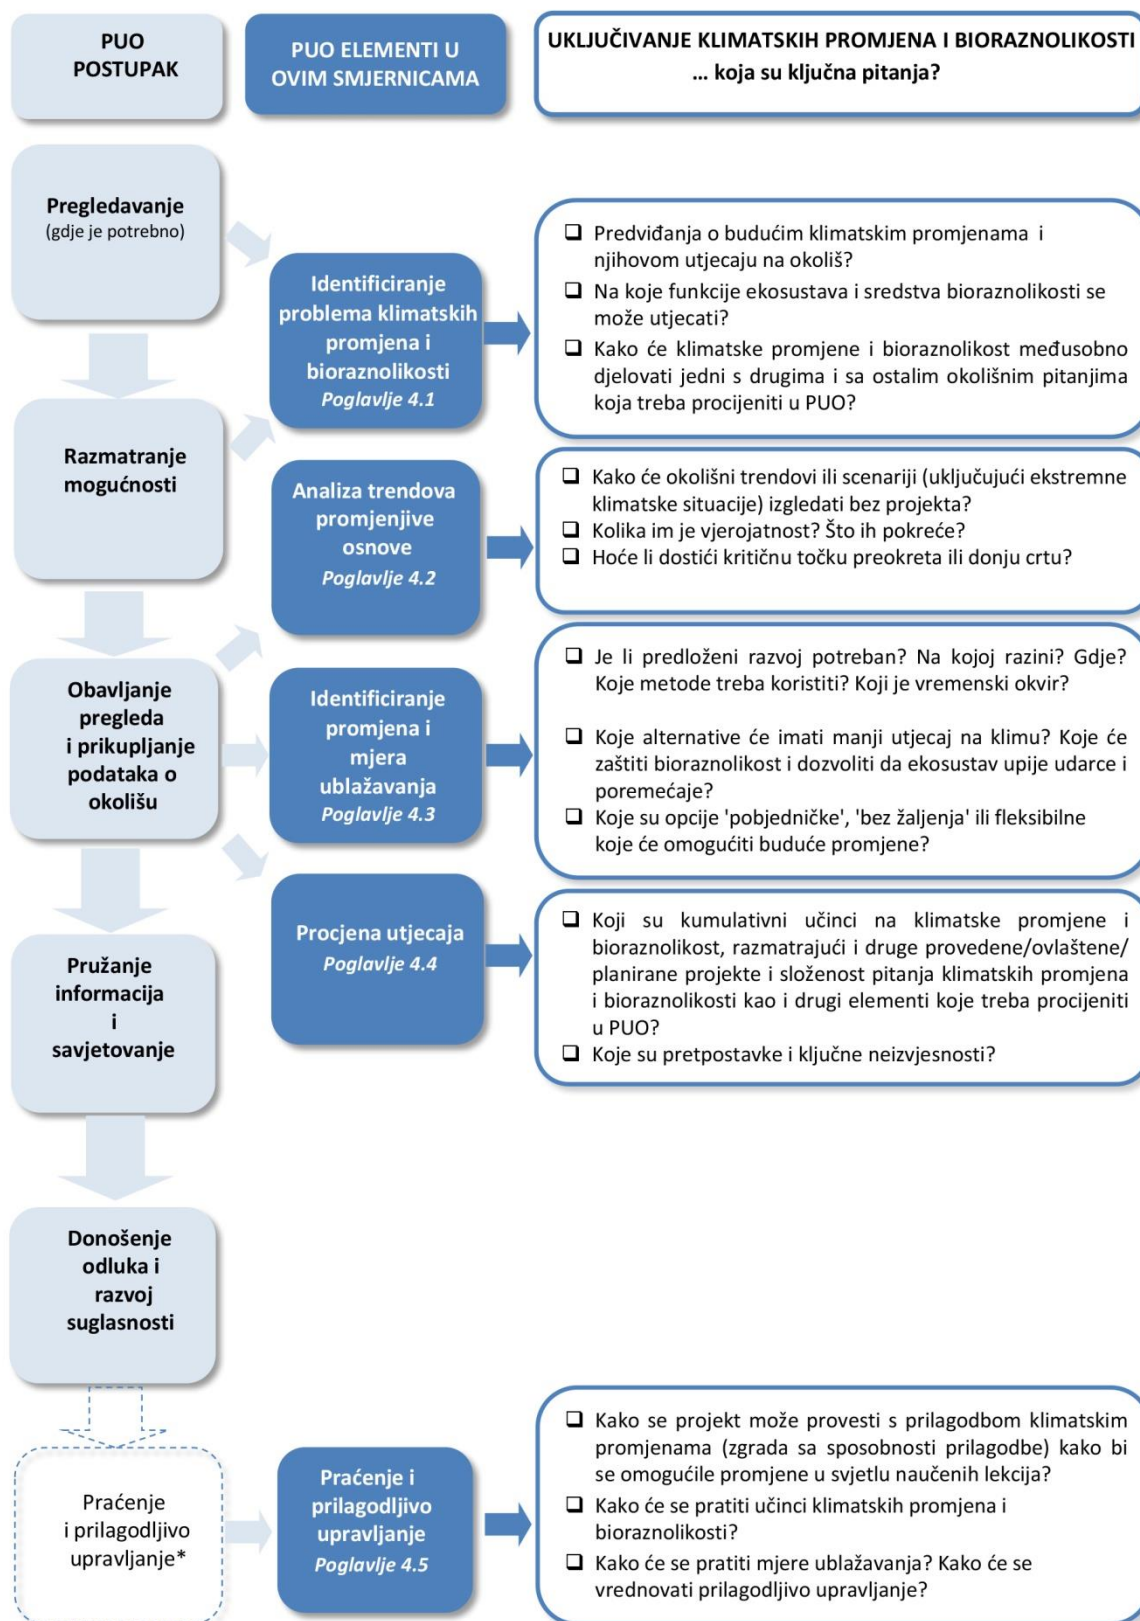 PUO
POSTUPAK
PUO ELEMENTI U
OVIM SMJERNICAMA
UKLJUČIVANJE KLIMATSKIH PROMJENA I BIORAZNOLIKOSTI
... koja su ključna pitanja?
Pregledavanje
(gdje je potrebno)
Identificiranje
problema klimatskih
promjena i
bioraznolikosti
Poglavlje 4.1
❑ Predviđanja o budućim klimatskim promjenama i
njihovom utjecaju na okoliš?
❑ Na koje funkcije ekosustava i sredstva bioraznolikosti se
može utjecati?
❑ Kako će klimatske promjene i bioraznolikost međusobno
djelovati jedni s drugima i sa ostalim okolišnim pitanjima
koja treba procijeniti u PUO?
Razmatranje
mogućnosti
Analiza trendova
promjenjive
osnove
Poglavlje 4.2
❑ Kako će okolišni trendovi ili scenariji (uključujući ekstremne
klimatske situacije) izgledati bez projekta?
❑ Kolika im je vjerojatnost? Što ih pokreće?
❑ Hoće li dostići kritičnu točku preokreta ili donju crtu?
Obavljanje
pregleda
i prikupljanje
podataka o
okolišu
Identificiranje
promjena i
mjera
ublažavanja
Poglavlje 4.3
❑ Je li predloženi razvoj potreban? Na kojoj razini? Gdje?
Koje metode treba koristiti? Koji je vremenski okvir?
❑ Koje alternative će imati manji utjecaj na klimu? Koje će
zaštiti bioraznolikost i dozvoliti da ekosustav upije udarce i
poremećaje?
❑ Koje su opcije 'pobjedničke', 'bez žaljenja' ili fleksibilne
koje će omogućiti buduće promjene?
Pružanje
informacija
i
savjetovanje
Procjena utjecaja
Poglavlje 4.4
❑ Koji su kumulativni učinci na klimatske promjene i
bioraznolikost, razmatrajući i druge provedene/ovlaštene/
planirane projekte i složenost pitanja klimatskih promjena
i bioraznolikosti kao i drugi elementi koje treba procijeniti
u PUO?
❑ Koje su pretpostavke i ključne neizvjesnosti?
Donošenje
odluka i
razvoj
suglasnosti
Praćenje
i prilagodljivo
upravljanje*
Praćenje i
prilagodljivo
upravljanje
Poglavlje 4.5
❑ Kako se projekt može provesti s prilagodbom klimatskim
promjenama (zgrada sa sposobnosti prilagodbe) kako bi
se omogućile promjene u svjetlu naučenih lekcija?
❑ Kako će se pratiti učinci klimatskih promjena i
bioraznolikosti?
❑ Kako će se pratiti mjere ublažavanja? Kako će se
vrednovati prilagodljivo upravljanje?